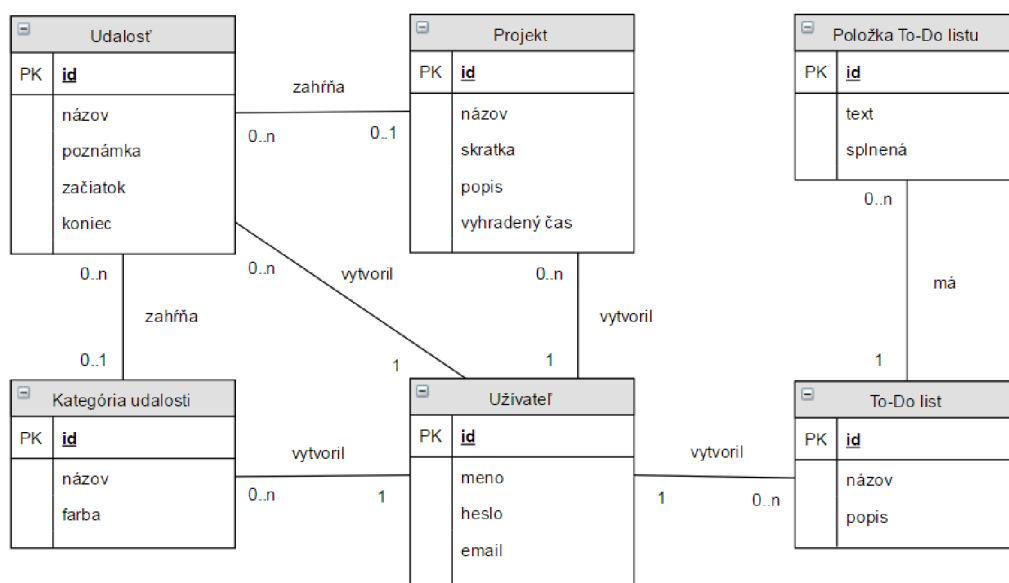 Udalosť
PK id
názov
poznámka
začiatok
koniec
zahŕňa
0..n
0..1
Projekt
PK id
názov
skratka
popis
vyhradený čas
Položka To-Do listu
PK id
text
splnená
0..n
zahŕňa
0..1
0..n
vytvoril
1
0..n
vytvoril
1
0..n
má
1
Kategória udalosti
PK id
názov
farba
vytvoril
0..n
1
Užívateľ
PK id
meno
heslo
email
vytvoril
1
0..n
To-Do list
PK id
názov
popis